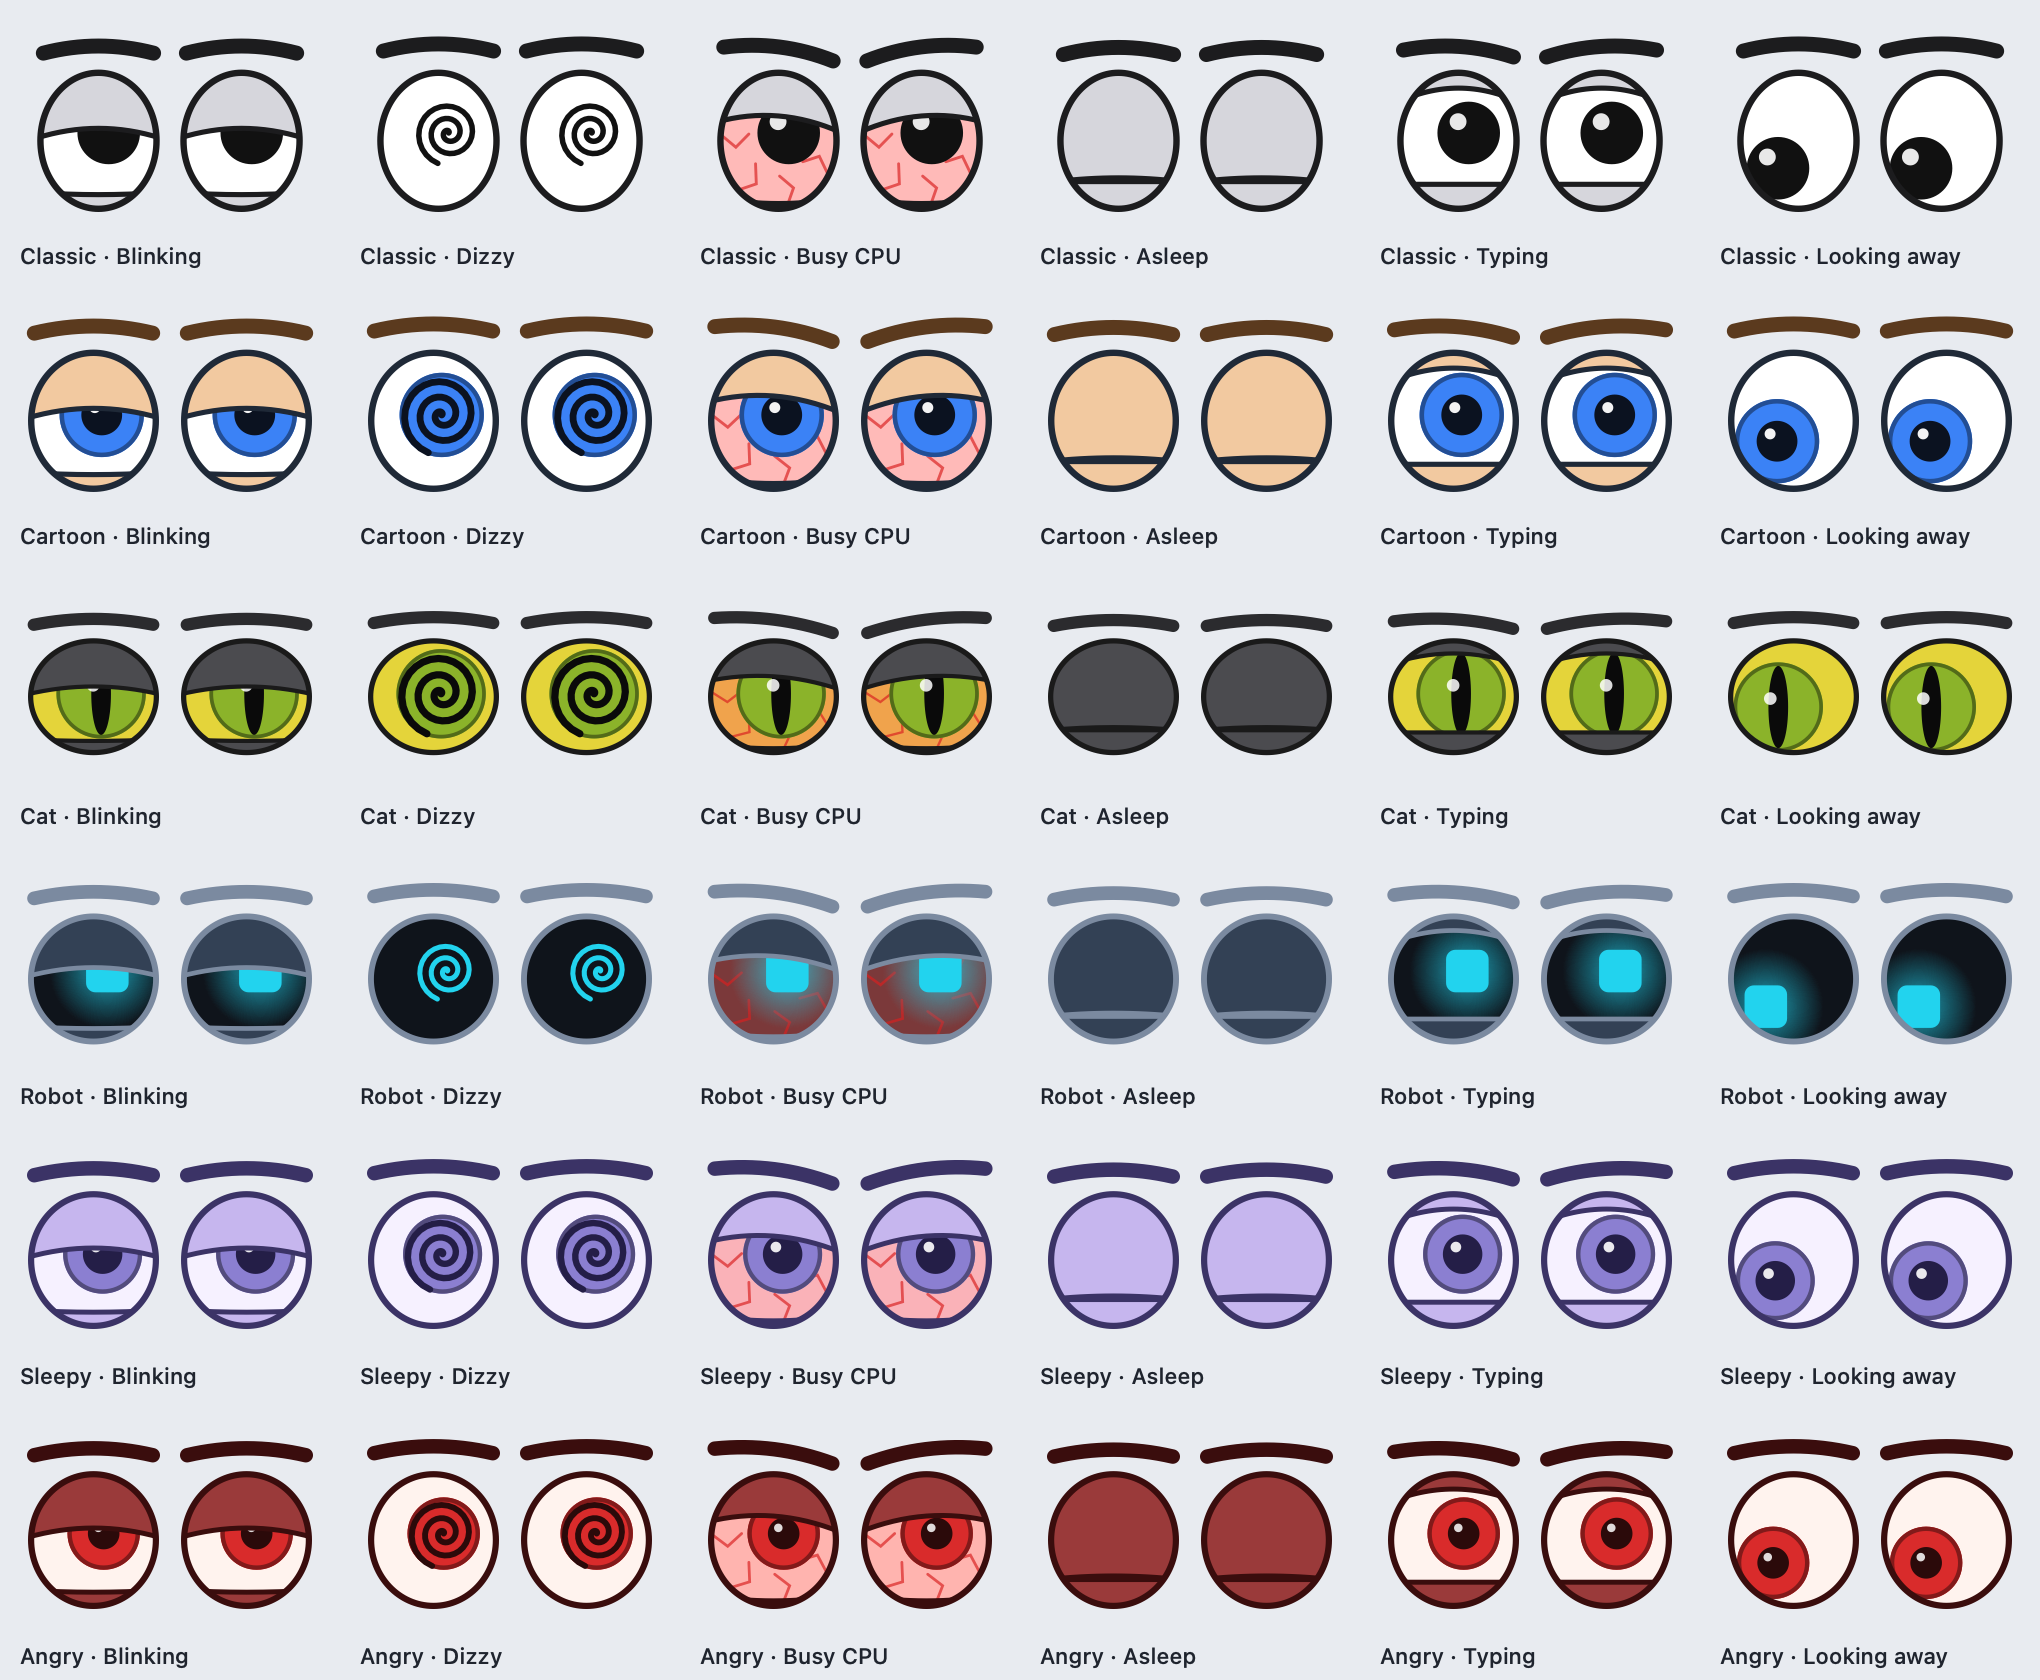 Classic · Blinking
Classic · Dizzy
Classic · Busy CPU
Classic · Asleep
Classic · Typing
Classic · Looking away
Cartoon · Blinking
Cartoon · Dizzy
Cartoon · Busy CPU
Cartoon · Asleep
Cartoon · Typing
Cartoon · Looking away
Cat · Blinking
Cat · Dizzy
Cat · Busy CPU
Cat · Asleep
Cat · Typing
Cat · Looking away
Robot · Blinking
Robot · Dizzy
Robot · Busy CPU
Robot · Asleep
Robot · Typing
Robot · Looking away
Sleepy · Blinking
Sleepy · Dizzy
Sleepy · Busy CPU
Sleepy · Asleep
Sleepy · Typing
Sleepy · Looking away
Angry · Blinking
Angry · Dizzy
Angry · Busy CPU
Angry · Asleep
Angry · Typing
Angry · Looking away